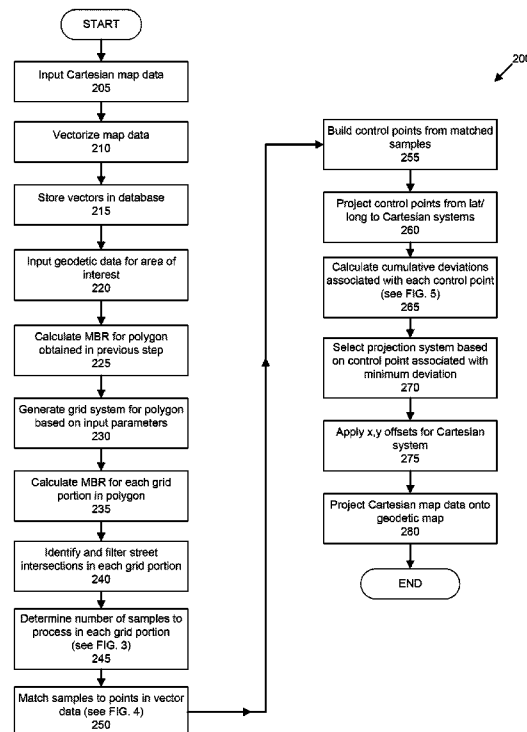 START
Input Cartesian map data
205
Vectorize map data
210
Store vectors in database
215
Input geodetic data for area of
interest
220
Calculate MBR for polygon
obtained in previous step
225
Generate grid system for polygon
based on input parameters
230
Calculate MBR for each grid
portion in polygon
235
Identify and filter street
intersections in each grid portion
240
Determine number of samples to
process in each grid portion
(see FIG. 3)
245
Match samples to points in vector
data (see FIG. 4)
250
200
Build control points from matched
samples
255
Project control points from lat/
long to Cartesian systems
260
Calculate cumulative deviations
associated with each control point
(see FIG. 5)
265
Select projection system based
on control point associated with
minimum deviation
270
Apply x,y offsets for Cartesian
system
275
Project Cartesian map data onto
geodetic map
280
END